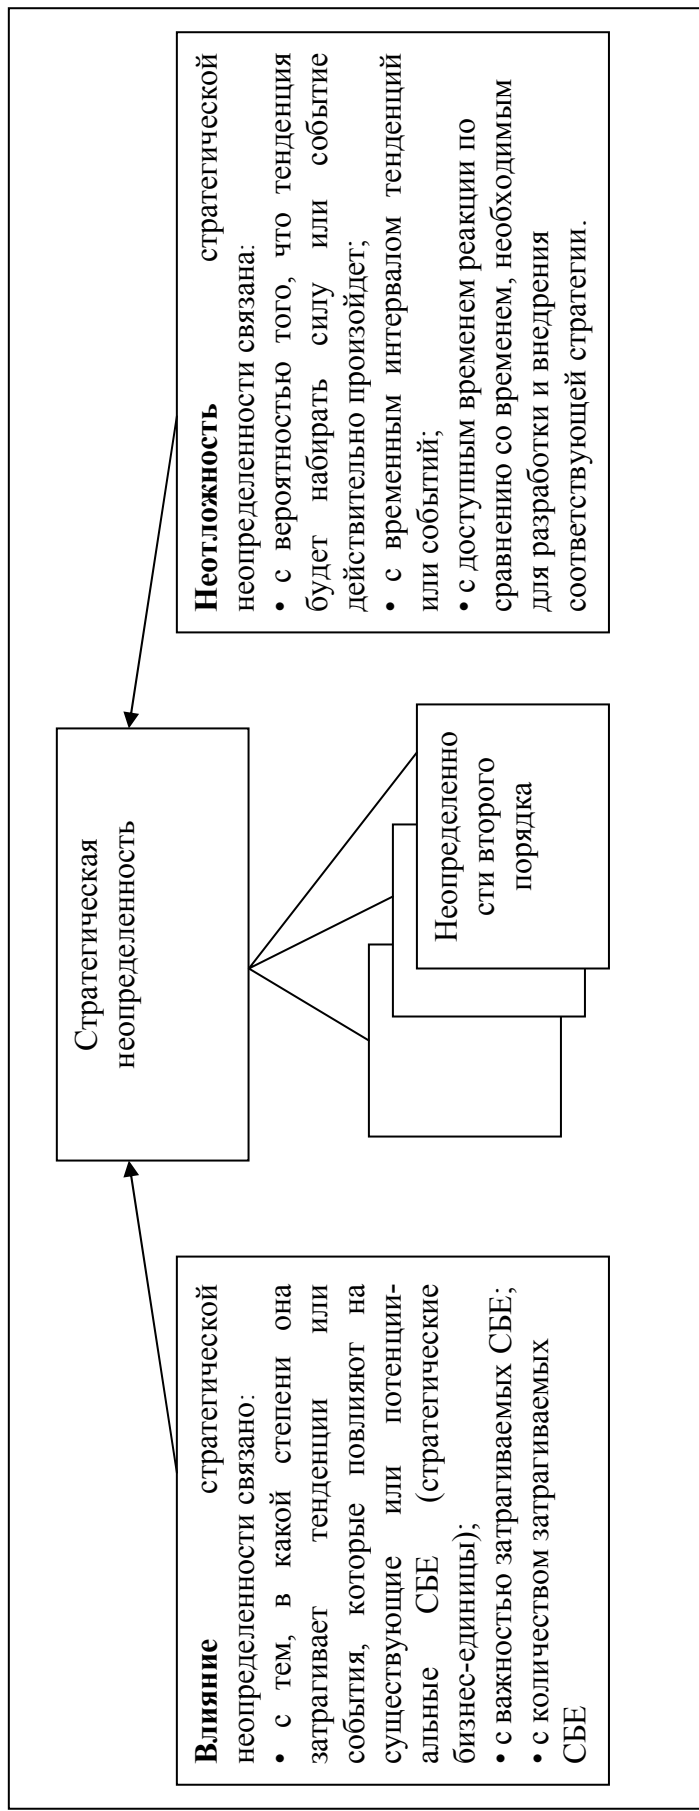 Влияние стратегической
неопределенности связано:
• с тем, в какой степени она
затрагивает тенденции или
события, которые повлияют на
существующие или потенци-
альные СБЕ (стратегические
бизнес-единицы);
• с важностью затрагиваемых СБЕ;
• с количеством затрагиваемых
СБЕ
Стратегическая
неопределенность
Неопределенно
сти второго
порядка
Неотложность стратегической
неопределенности связана:
• с вероятностью того, что тенденция
будет набирать силу или событие
действительно произойдет;
• с временным интервалом тенденций
или событий;
• с доступным временем реакции по
сравнению со временем, необходимым
для разработки и внедрения
соответствующей стратегии.